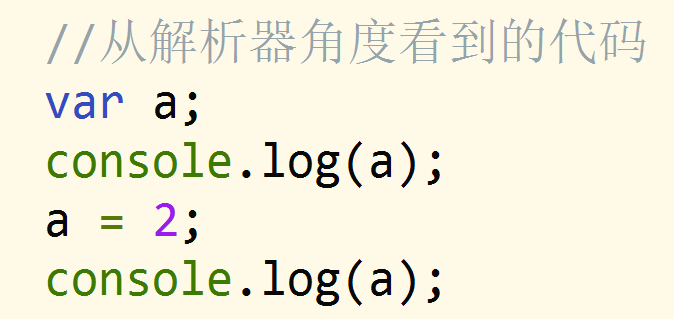 //从解析器角度看到的代码
var a;
console.log(a);
a = 2;
console.log(a);